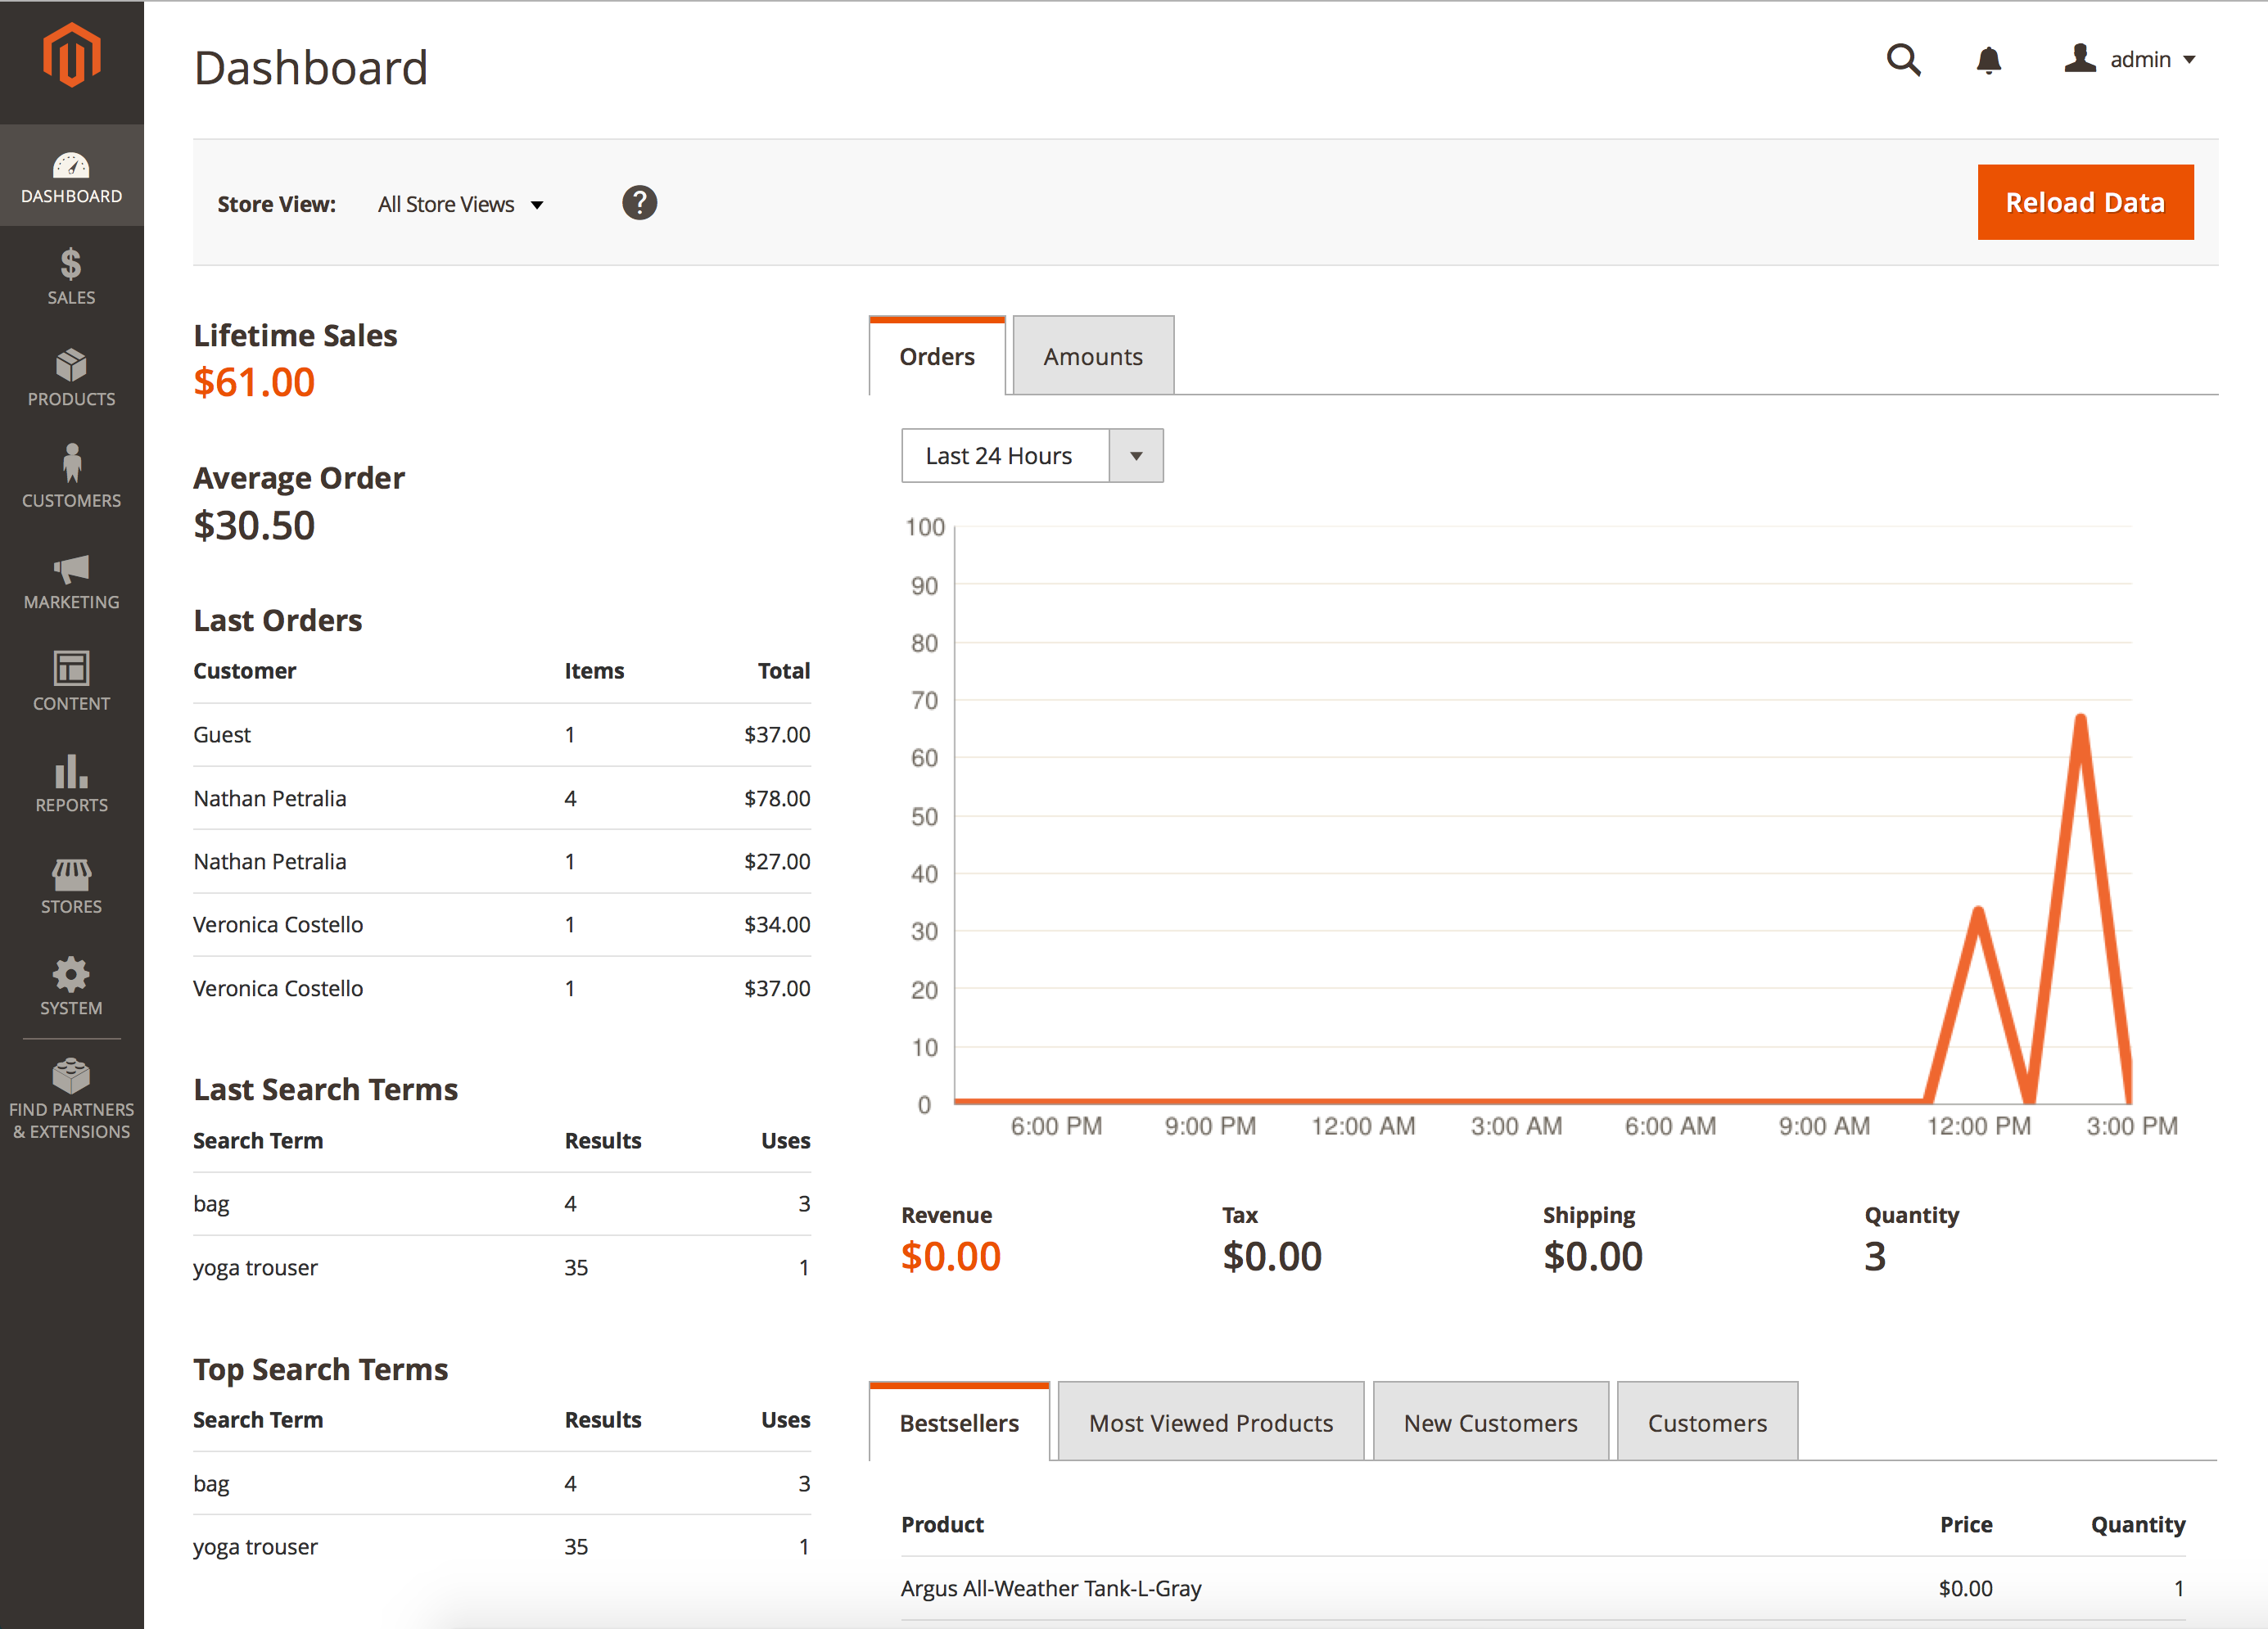 DASHBOARD
SALES
PRODUCTS
CUSTOMERS
MARKETING
CONTENT
REPORTS
STORES
SYSTEM
FIND PARTNERS
& EXTENSIONS
Dashboard
admin
Store View: All Store Views ?
Reload Data
Lifetime Sales
$61.00
Average Order
$30.50
Last Orders
Customer Items Total
Guest 1 $37.00
Nathan Petralia 4 $78.00
Nathan Petralia 1 $27.00
Veronica Costello 1 $34.00
Veronica Costello 1 $37.00
Last Search Terms
Search Term Results Uses
bag 4 3
yoga trouser 35 1
Top Search Terms
Search Term Results Uses
bag 4 3
yoga trouser 35 1
Orders Amounts
Last 24 Hours
100
90
80
70
60
50
40
30
20
10
0
6:00 PM 9:00 PM 12:00 AM 3:00 AM 6:00 AM 9:00 AM 12:00 PM 3:00 PM
Revenue Tax Shipping Quantity
$0.00 $0.00 $0.00 3
Bestsellers Most Viewed Products New Customers Customers
Product Price Quantity
Argus All-Weather Tank-L-Gray $0.00 1